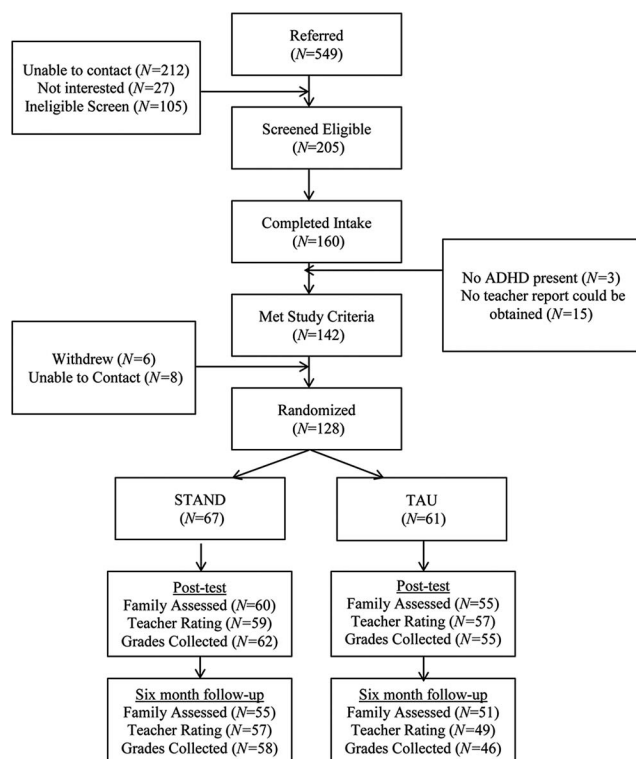 Referred
(N=549)
Unable to contact (N=212)
Not interested (N=27)
Ineligible Screen (N=105)
Screened Eligible
(N=205)
Completed Intake
(N=160)
No ADHD present (N=3)
No teacher report could be
obtained (N=15)
Met Study Criteria
(N=142)
Withdrew (N=6)
Unable to Contact (N=8)
Randomized
(N=128)
STAND
(N=67)
TAU
(N=61)
Post-test
Family Assessed (N=60)
Teacher Rating (N=59)
Grades Collected (N=62)
Post-test
Family Assessed (N=55)
Teacher Rating (N=57)
Grades Collected (N=55)
Six month follow-up
Family Assessed (N=55)
Teacher Rating (N=57)
Grades Collected (N=58)
Six month follow-up
Family Assessed (N=51)
Teacher Rating (N=49)
Grades Collected (N=46)